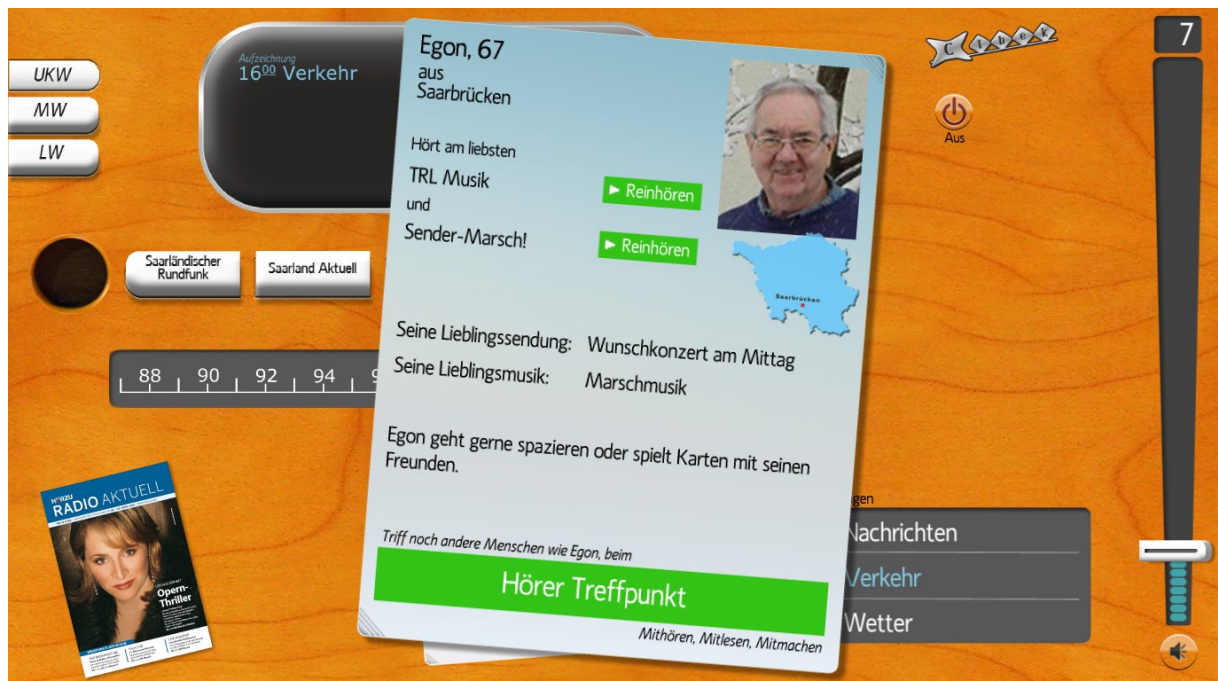 UKW
MW
LW
Aufzeichnung
16⁰⁰ Verkehr
Saarländischer
Rundfunk
Saarland Aktuell
88 90 92 94
HÖRZU
RADIO AKTUELL
Opern-
Thriller
Egon, 67
aus
Saarbrücken
Hört am liebsten
TRL Musik
► Reinhören
und
Sender-Marsch!
► Reinhören
Saarbrücken
Seine Lieblingssendung: Wunschkonzert am Mittag
Seine Lieblingsmusik: Marschmusik
Egon geht gerne spazieren oder spielt Karten mit seinen
Freunden.
Triff noch andere Menschen wie Egon, beim
Hörer Treffpunkt
Mithören, Mitlesen, Mitmachen
Cibek
Aus
7
Nachrichten
Verkehr
Wetter